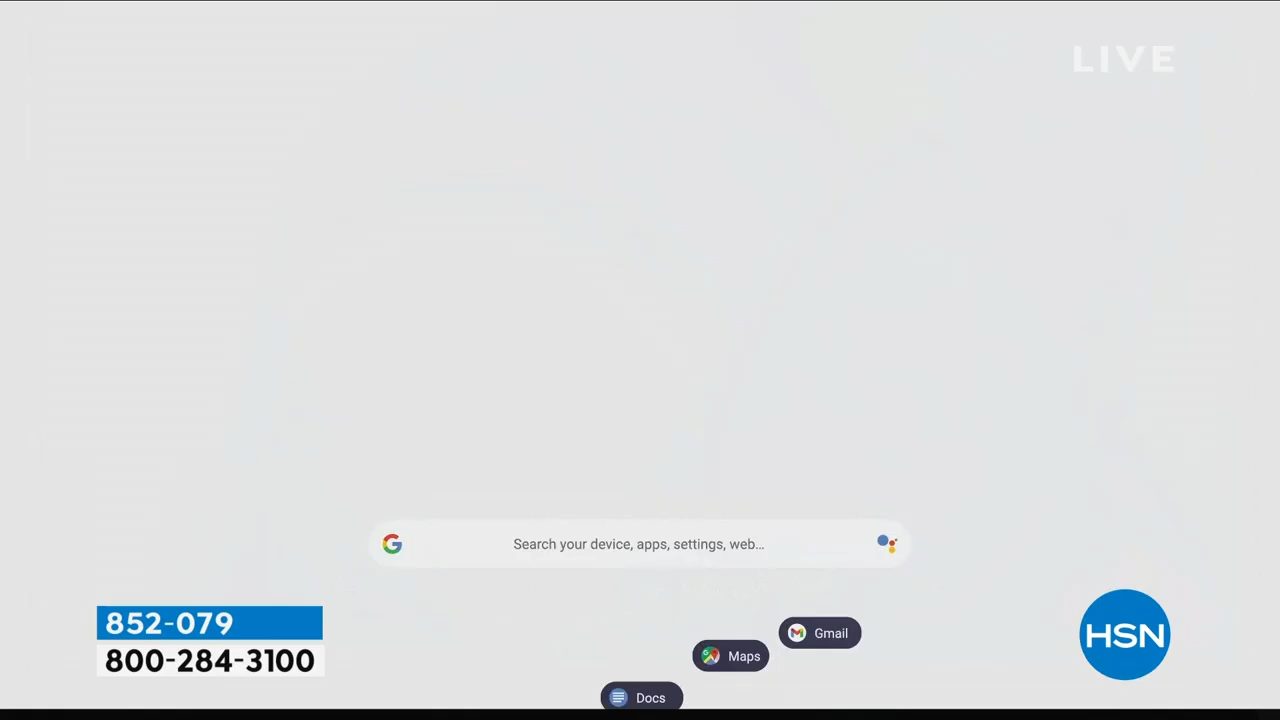 LIVE
Search your device, apps, settings, web...
852-079
Gmail
800-284-3100
HSN
Maps
Docs